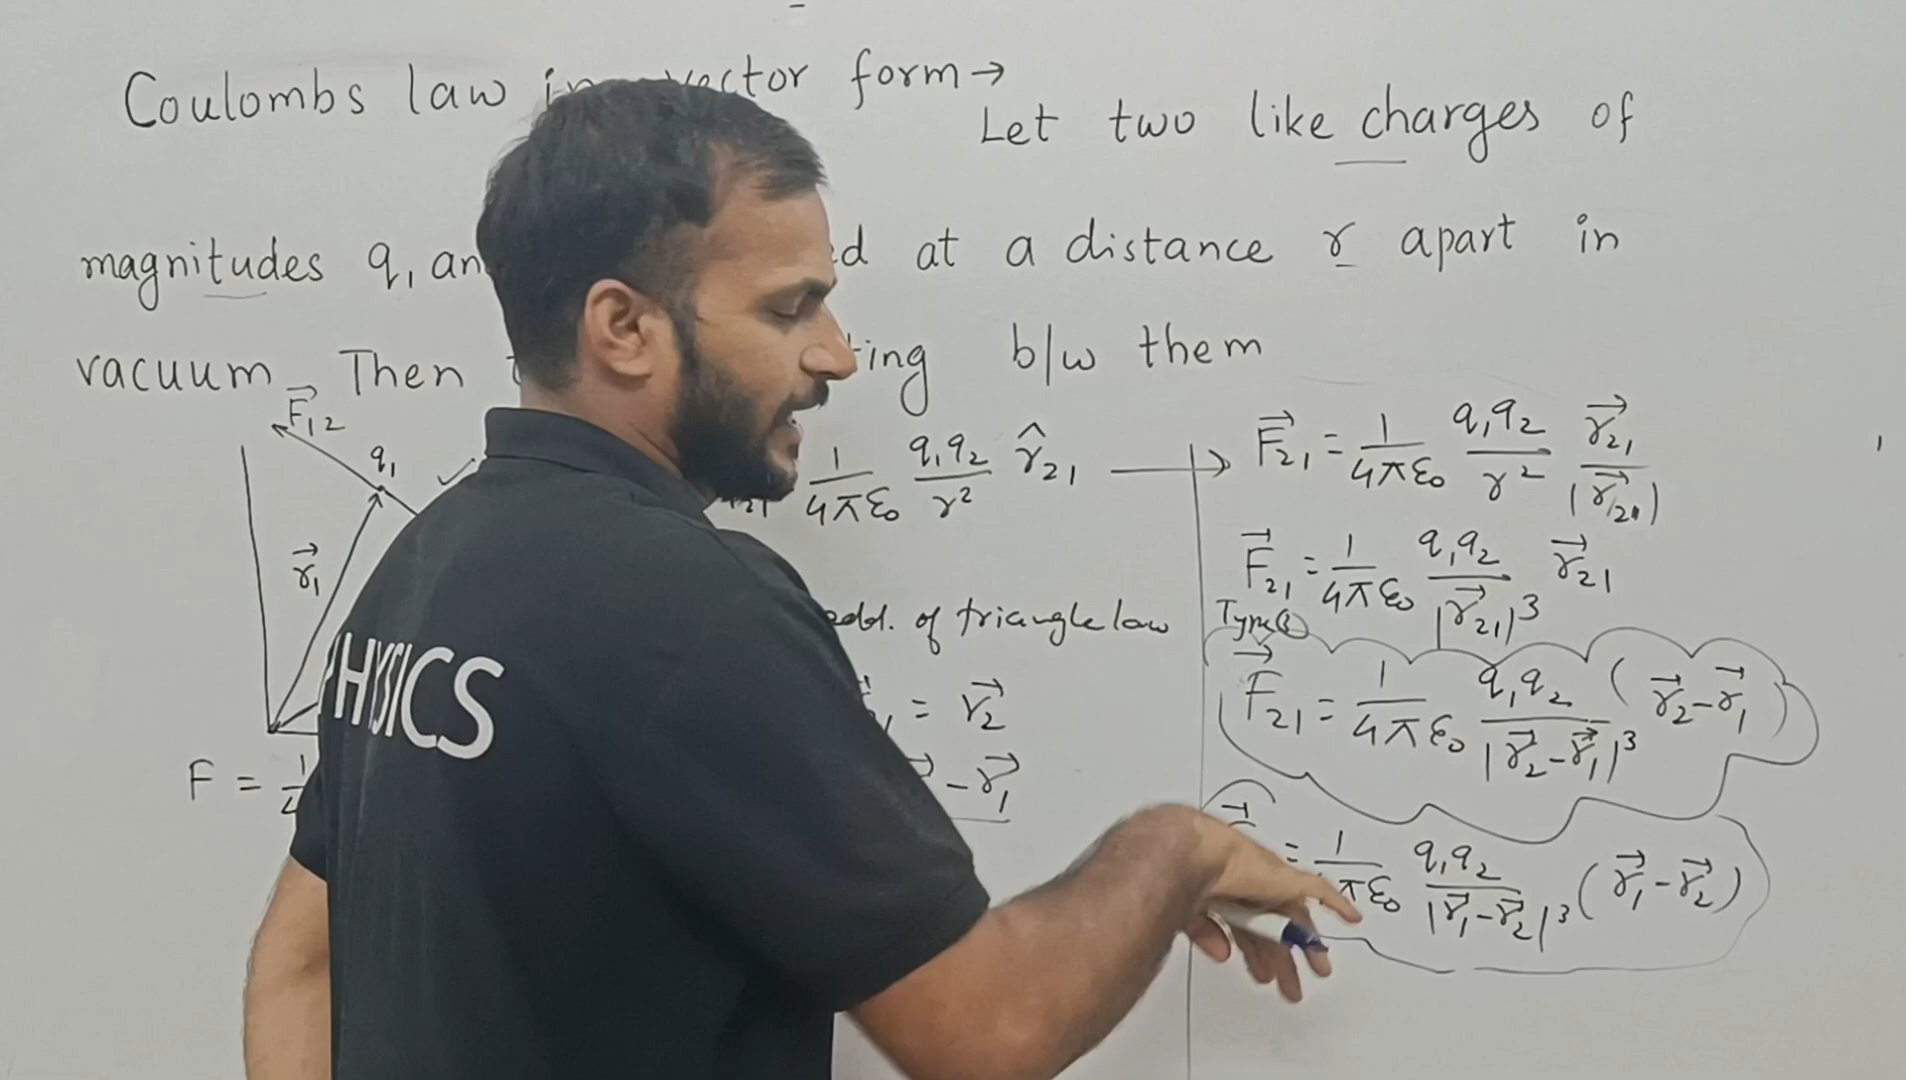 Coulombs law in vector form →
Let two like charges of
magnitudes q₁ an d at a distance r apart in
vacuum Then ting b/w them
F⃗₁₂
q₁
r⃗₁
F = 1
1/4πε₀ q₁q₂/r² r̂₂₁ → F⃗₂₁ = 1/4πε₀ q₁q₂/r² r⃗₂₁/|r⃗₂₁|
F⃗₂₁ = 1/4πε₀ q₁q₂/|r⃗₂₁|³ r⃗₂₁
add. of triangle law
= r⃗₂
- r⃗₁
F⃗₂₁ = 1/4πε₀ q₁q₂/|r⃗₂-r⃗₁|³ (r⃗₂-r⃗₁)
= 1/πε₀ q₁q₂/|r⃗₁-r⃗₂|³ (r⃗₁-r⃗₂)
PHYSICS